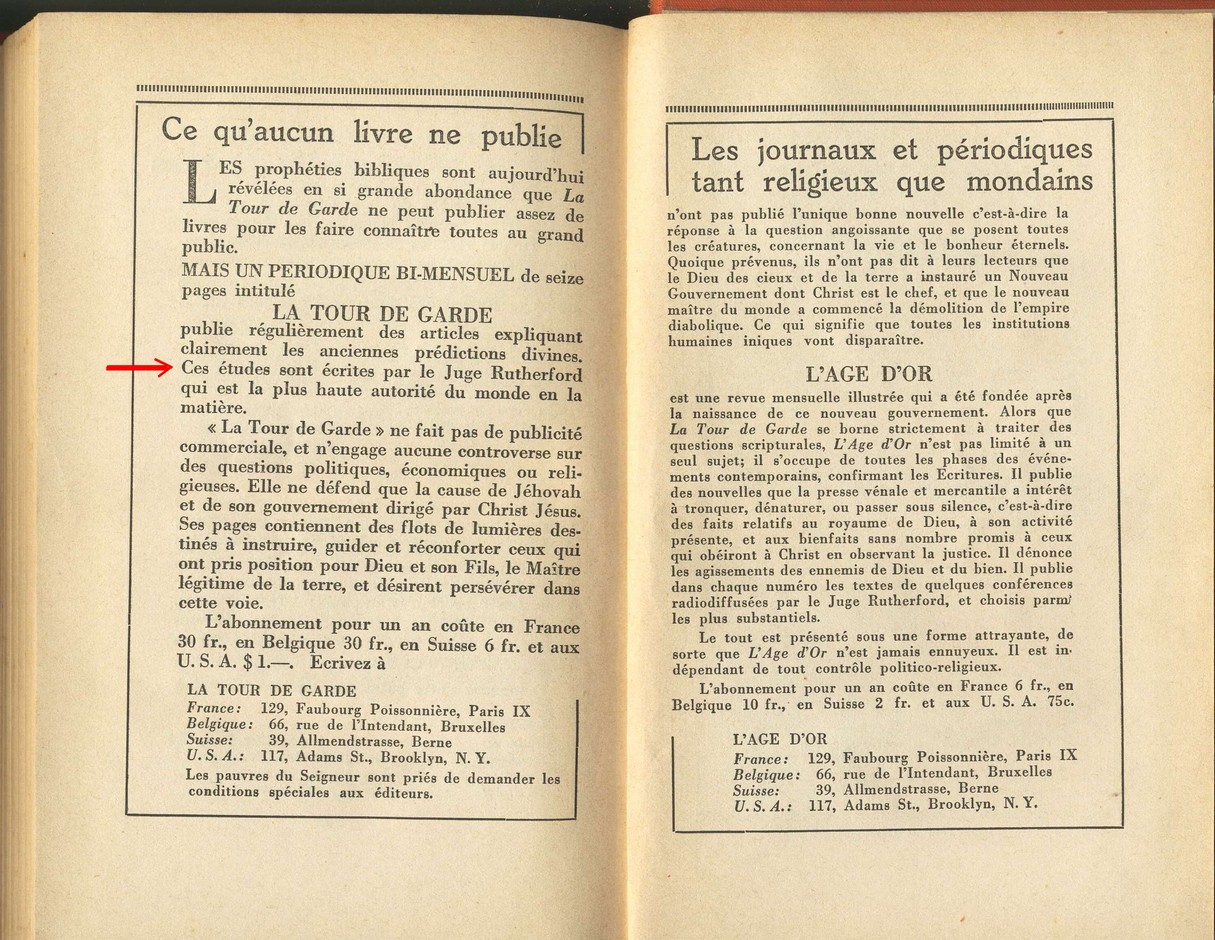 Ce qu'aucun livre ne publie
LES prophéties bibliques sont aujourd'hui
révélées en si grande abondance que La
Tour de Garde ne peut publier assez de
livres pour les faire connaître toutes au grand
public.
MAIS UN PERIODIQUE BI-MENSUEL de seize
pages intitulé
LA TOUR DE GARDE
publie régulièrement des articles expliquant
clairement les anciennes prédictions divines.
Ces études sont écrites par le Juge Rutherford
qui est la plus haute autorité du monde en la
matière.
« La Tour de Garde » ne fait pas de publicité
commerciale, et n'engage aucune controverse sur
des questions politiques, économiques ou reli-
gieuses. Elle ne défend que la cause de Jéhovah
et de son gouvernement dirigé par Christ Jésus.
Ses pages contiennent des flots de lumières des-
tinés à instruire, guider et réconforter ceux qui
ont pris position pour Dieu et son Fils, le Maître
légitime de la terre, et désirent persévérer dans
cette voie.
L'abonnement pour un an coûte en France
30 fr., en Belgique 30 fr., en Suisse 6 fr. et aux
U. S. A. $ 1.—. Ecrivez à
LA TOUR DE GARDE
France: 129, Faubourg Poissonnière, Paris IX
Belgique: 66, rue de l'Intendant, Bruxelles
Suisse: 39, Allmendstrasse, Berne
U. S. A.: 117, Adams St., Brooklyn, N. Y.
Les pauvres du Seigneur sont priés de demander les
conditions spéciales aux éditeurs.
Les journaux et périodiques
tant religieux que mondains
n'ont pas publié l'unique bonne nouvelle c'est-à-dire la
réponse à la question angoissante que se posent toutes
les créatures, concernant la vie et le bonheur éternels.
Quoique prévenus, ils n'ont pas dit à leurs lecteurs que
le Dieu des cieux et de la terre a instauré un Nouveau
Gouvernement dont Christ est le chef, et que le nouveau
maître du monde a commencé la démolition de l'empire
diabolique. Ce qui signifie que toutes les institutions
humaines iniques vont disparaître.
L'AGE D'OR
est une revue mensuelle illustrée qui a été fondée après
la naissance de ce nouveau gouvernement. Alors que
La Tour de Garde se borne strictement à traiter des
questions scripturales, L'Age d'Or n'est pas limité à un
seul sujet; il s'occupe de toutes les phases des événe-
ments contemporains, confirmant les Ecritures. Il publie
des nouvelles que la presse vénale et mercantile a intérêt
à tronquer, dénaturer, ou passer sous silence, c'est-à-dire
des faits relatifs au royaume de Dieu, à son activité
présente, et aux bienfaits sans nombre promis à ceux
qui obéiront à Christ en observant la justice. Il dénonce
les agissements des ennemis de Dieu et du bien. Il publie
dans chaque numéro les textes de quelques conférences
radiodiffusées par le Juge Rutherford, et choisis parmi
les plus substantiels.
Le tout est présenté sous une forme attrayante, de
sorte que L'Age d'Or n'est jamais ennuyeux. Il est in-
dépendant de tout contrôle politico-religieux.
L'abonnement pour un an coûte en France 6 fr., en
Belgique 10 fr., en Suisse 2 fr. et aux U. S. A. 75c.
L'AGE D'OR
France: 129, Faubourg Poissonnière, Paris IX
Belgique: 66, rue de l'Intendant, Bruxelles
Suisse: 39, Allmendstrasse, Berne
U. S. A.: 117, Adams St., Brooklyn, N. Y.